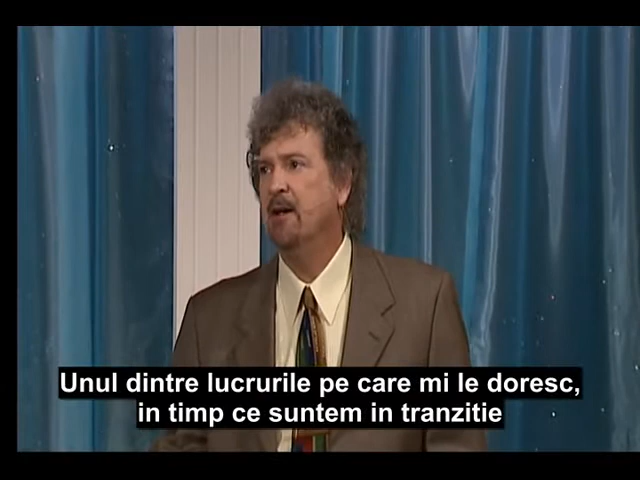 Unul dintre lucrurile pe care mi le doresc,
in timp ce suntem in tranzitie